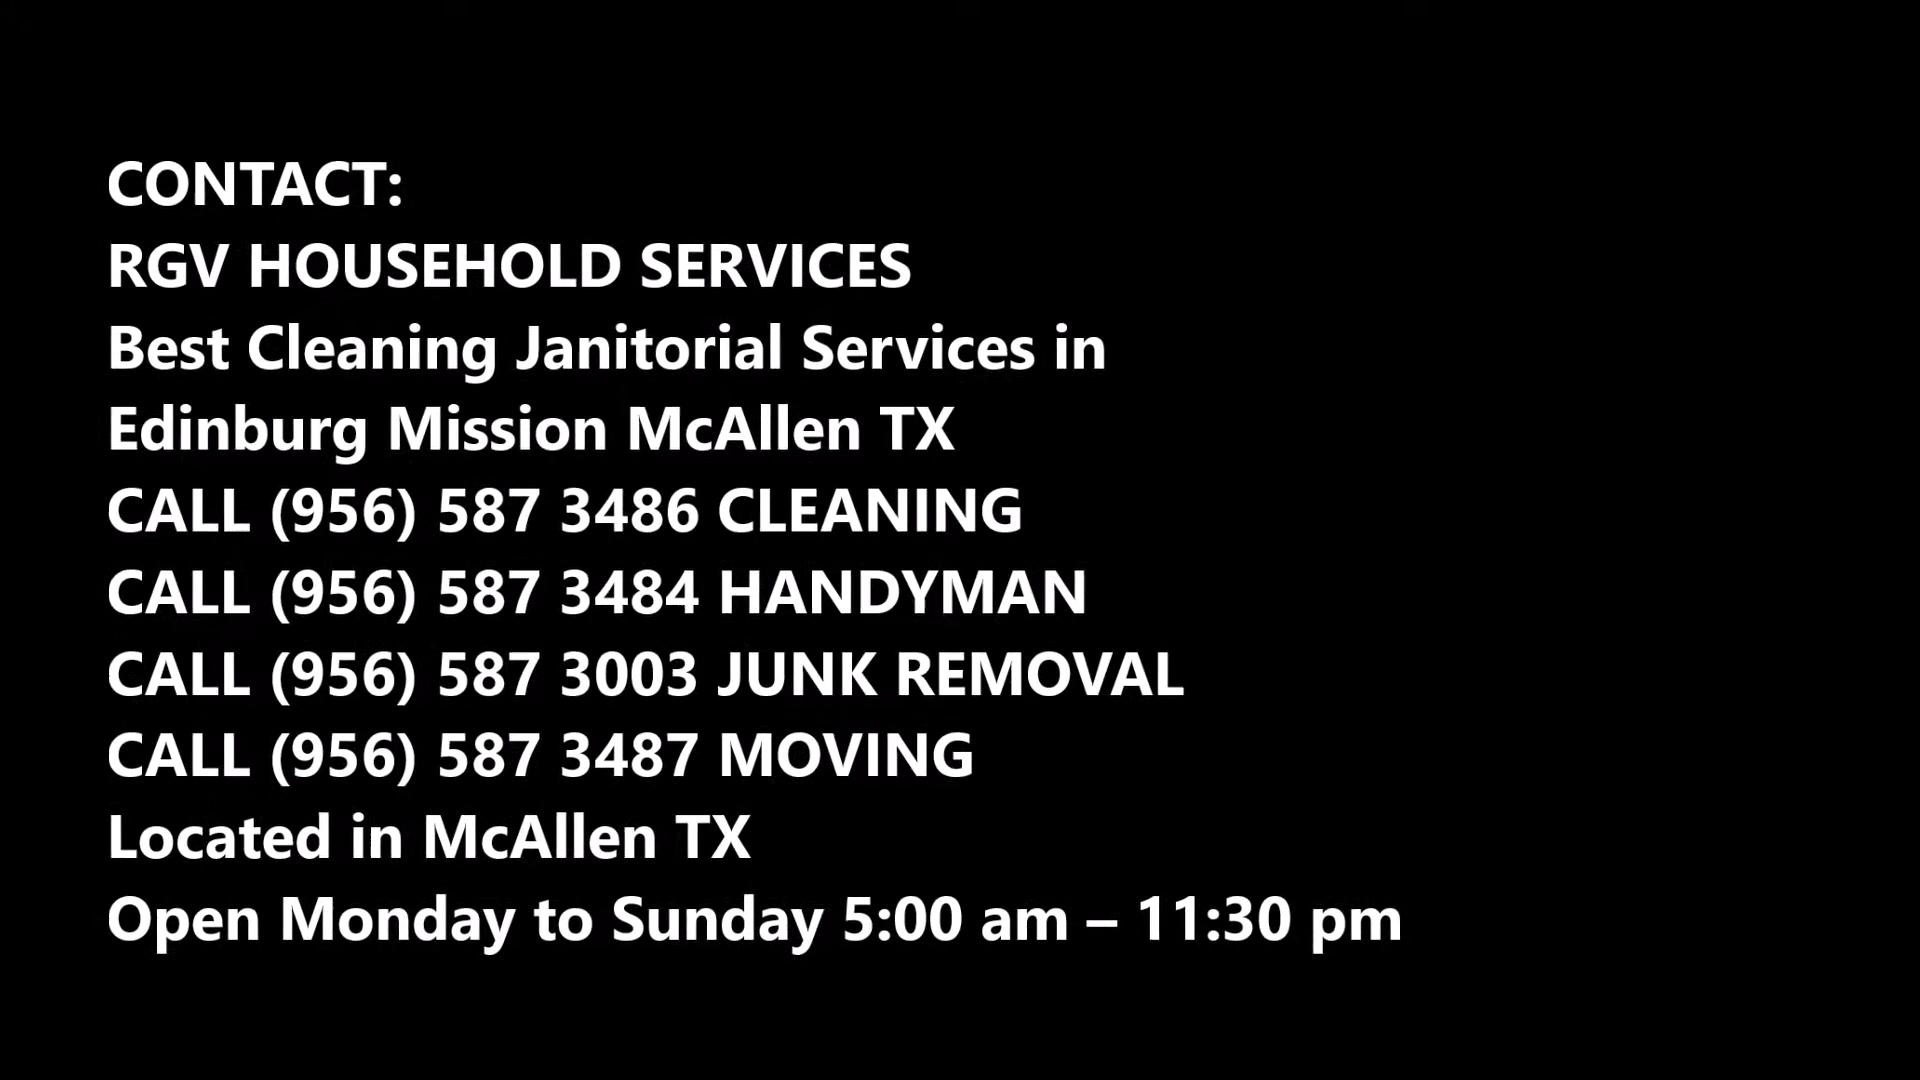 CONTACT:
RGV HOUSEHOLD SERVICES
Best Cleaning Janitorial Services in
Edinburg Mission McAllen TX
CALL (956) 587 3486 CLEANING
CALL (956) 587 3484 HANDYMAN
CALL (956) 587 3003 JUNK REMOVAL
CALL (956) 587 3487 MOVING
Located in McAllen TX
Open Monday to Sunday 5:00 am – 11:30 pm